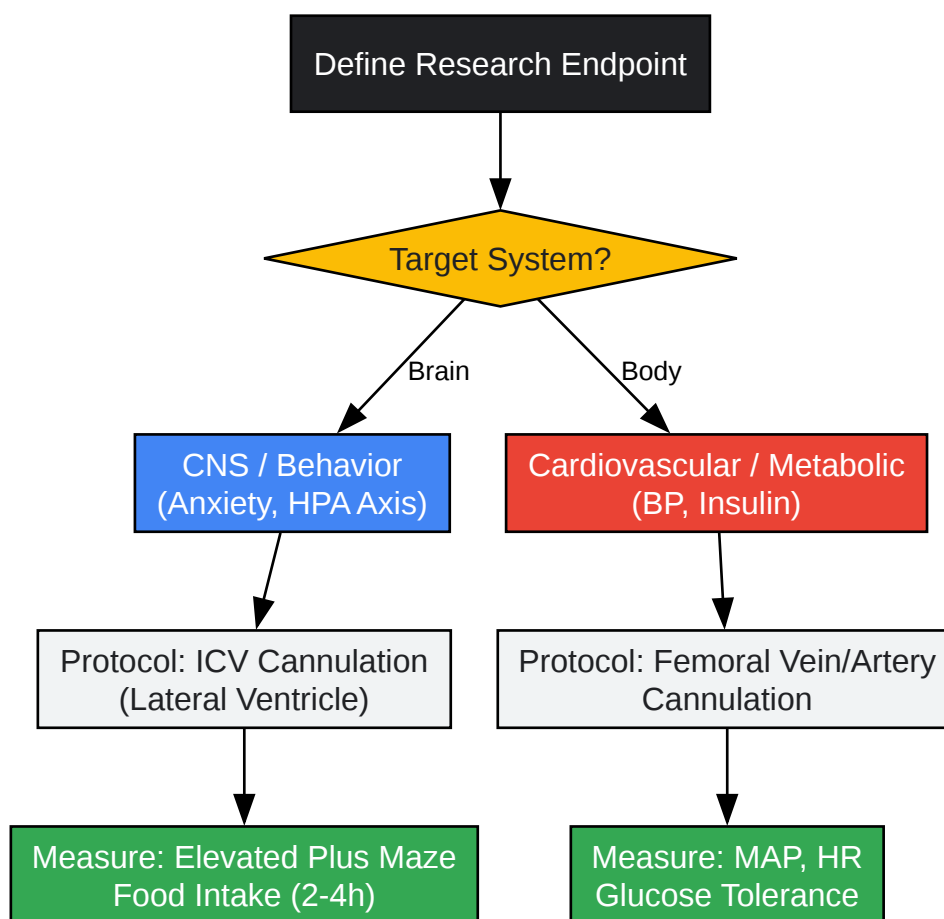 Define Research Endpoint
Target System?
Brain
Body
CNS / Behavior
(Anxiety, HPA Axis)
Cardiovascular / Metabolic
(BP, Insulin)
Protocol: ICV Cannulation
(Lateral Ventricle)
Protocol: Femoral Vein/Artery
Cannulation
Measure: Elevated Plus Maze
Food Intake (2-4h)
Measure: MAP, HR
Glucose Tolerance